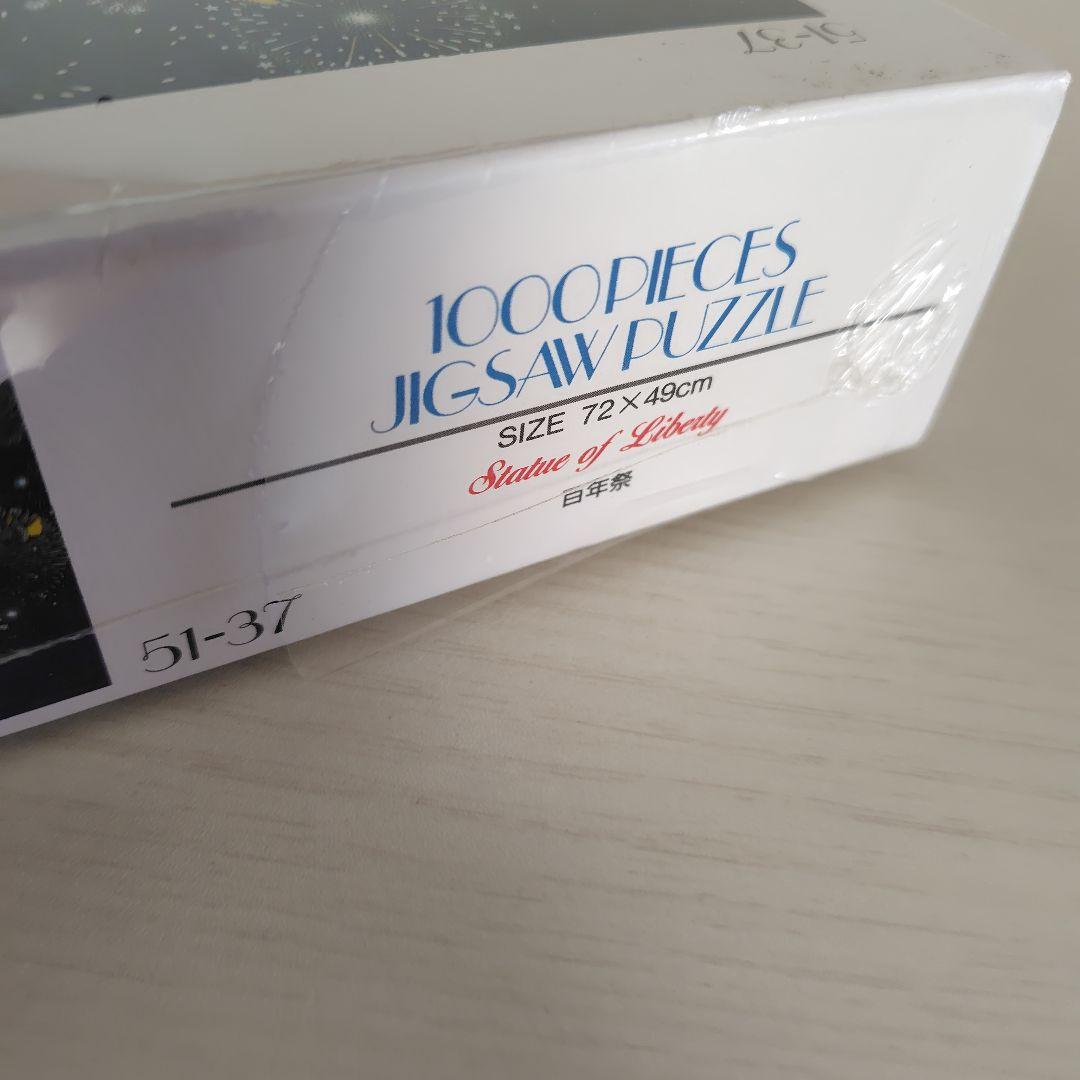 51-37
1000 PIECES
JIGSAW PUZZLE
SIZE 72×49cm
Statue of Liberty
百年祭
51-37